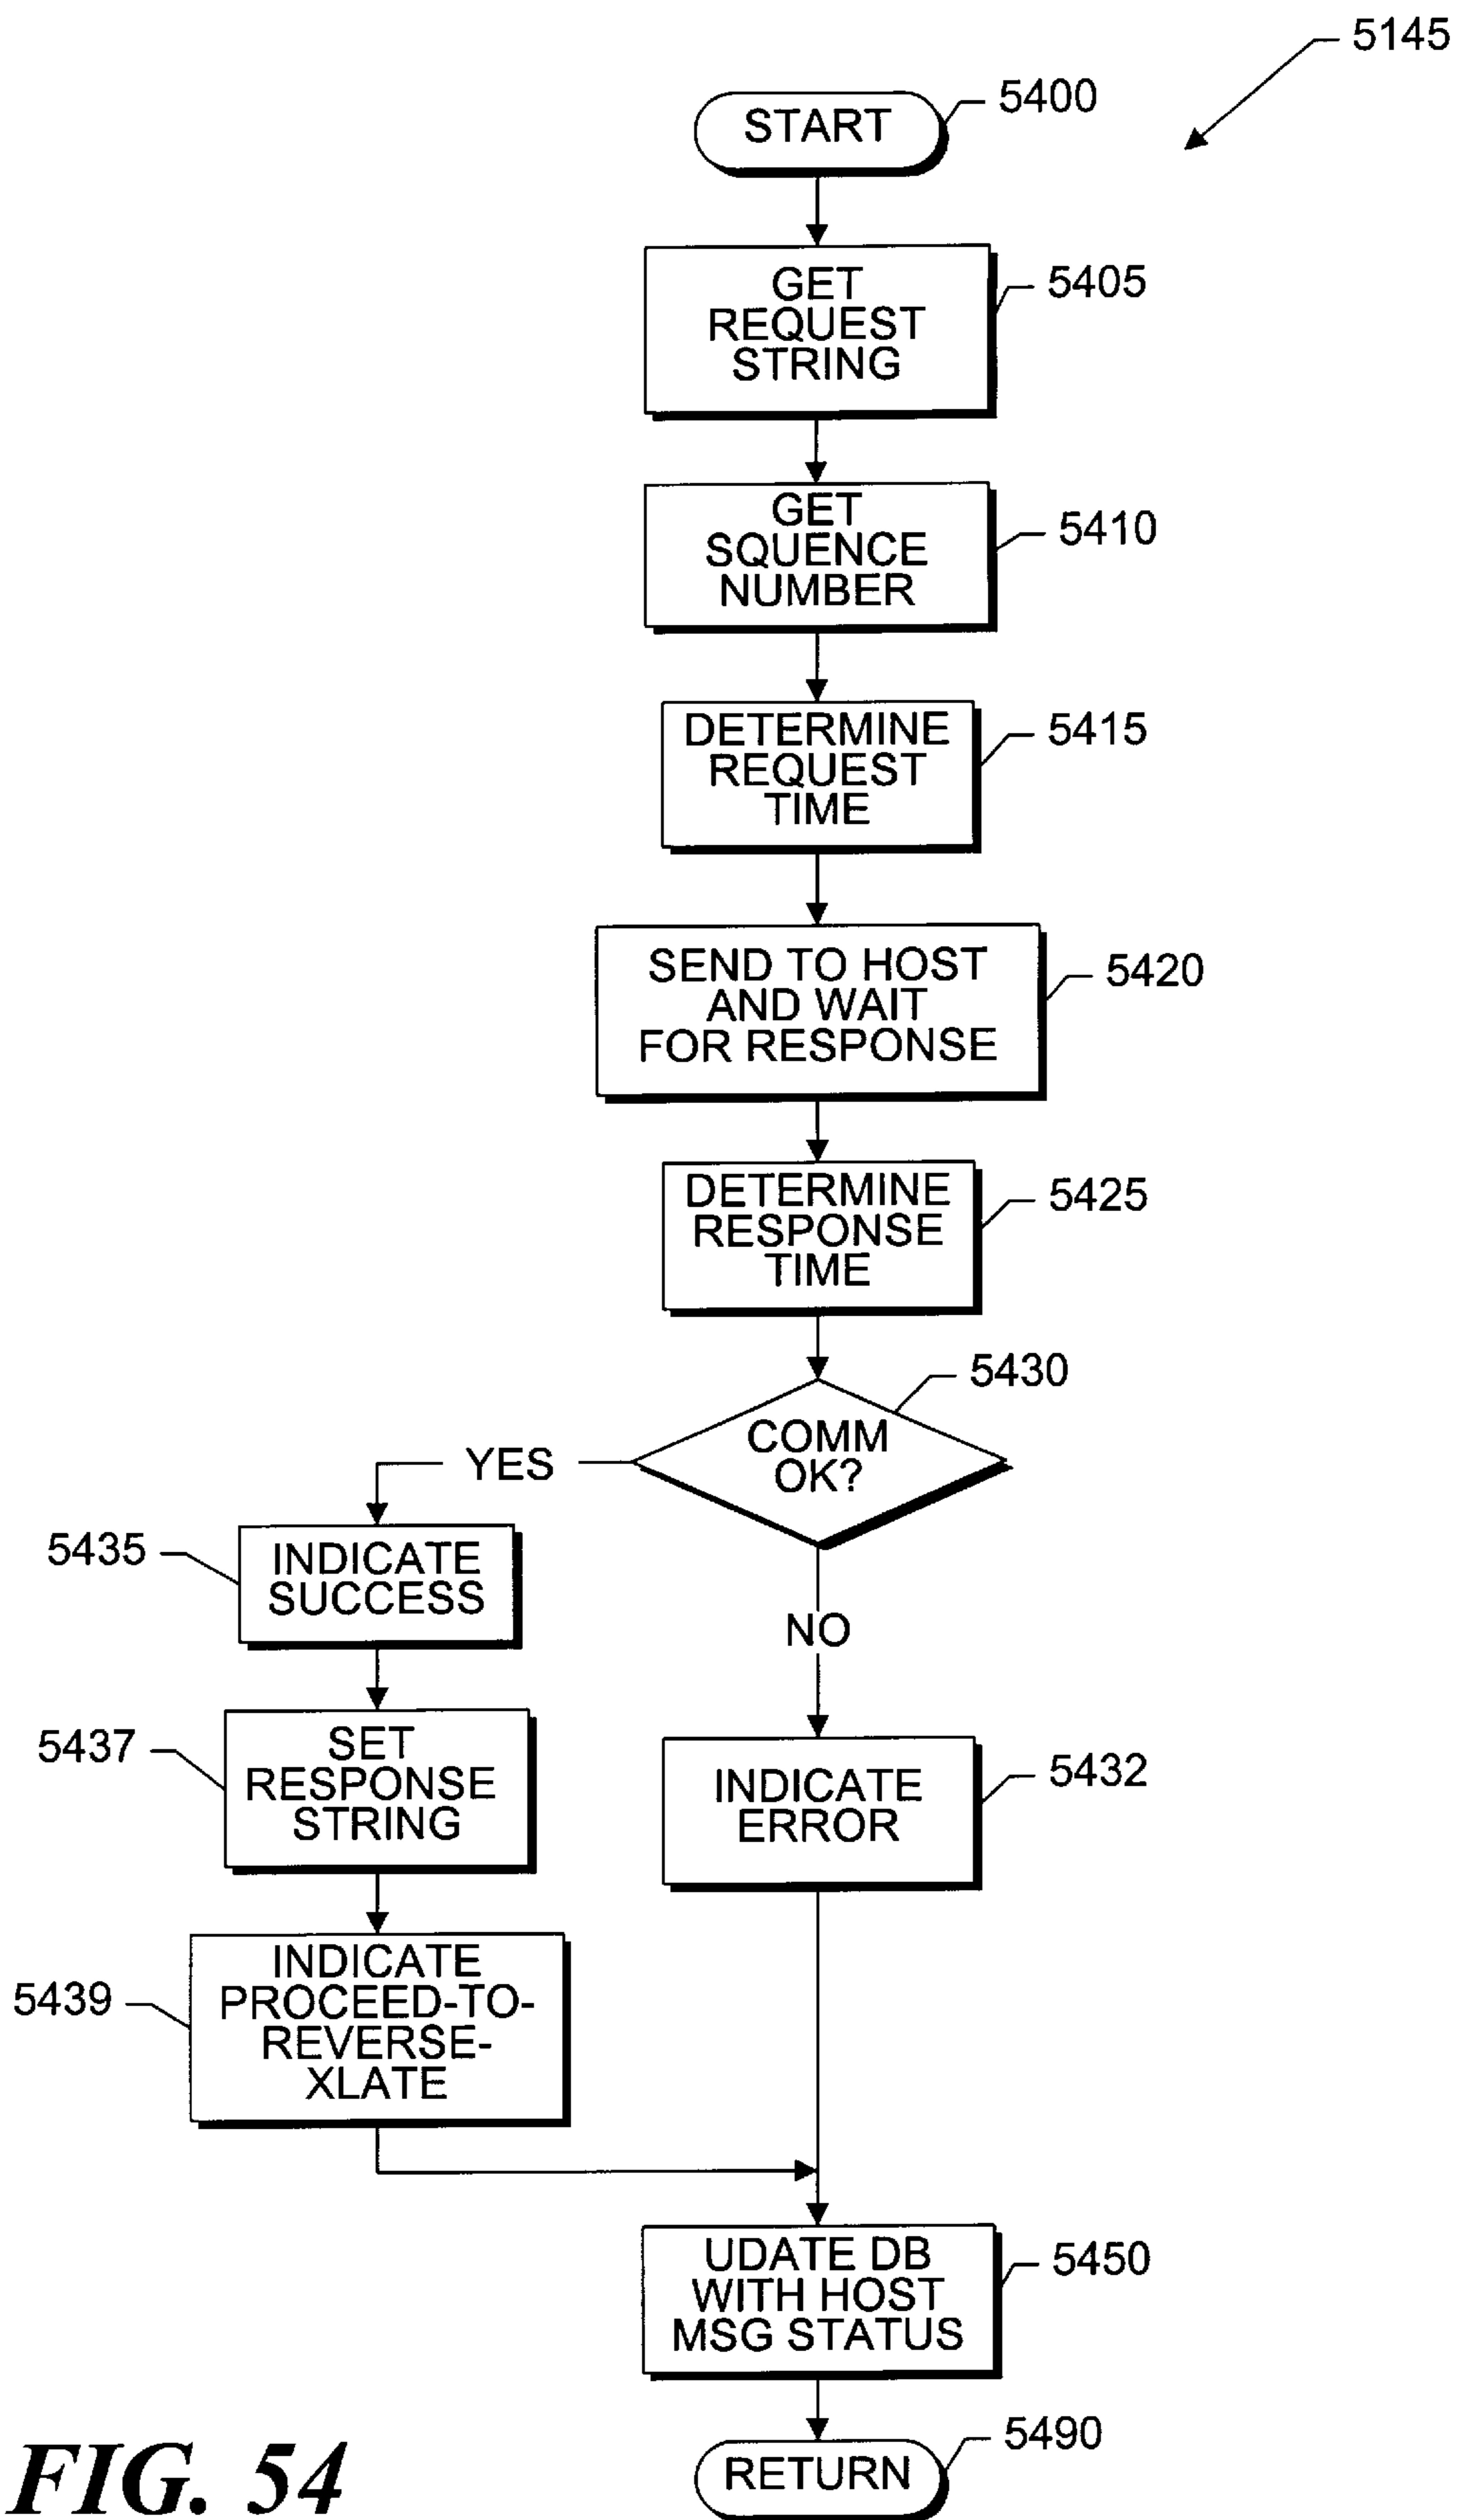 5145
5400
START
5405
GET
REQUEST
STRING
5410
GET
SQUENCE
NUMBER
5415
DETERMINE
REQUEST
TIME
5420
SEND TO HOST
AND WAIT
FOR RESPONSE
5425
DETERMINE
RESPONSE
TIME
5430
COMM
OK?
YES
5435
INDICATE
SUCCESS
NO
5437
SET
RESPONSE
STRING
5432
INDICATE
ERROR
5439
INDICATE
PROCEED-TO-
REVERSE-
XLATE
5450
UDATE DB
WITH HOST
MSG STATUS
5490
RETURN
FIG. 54